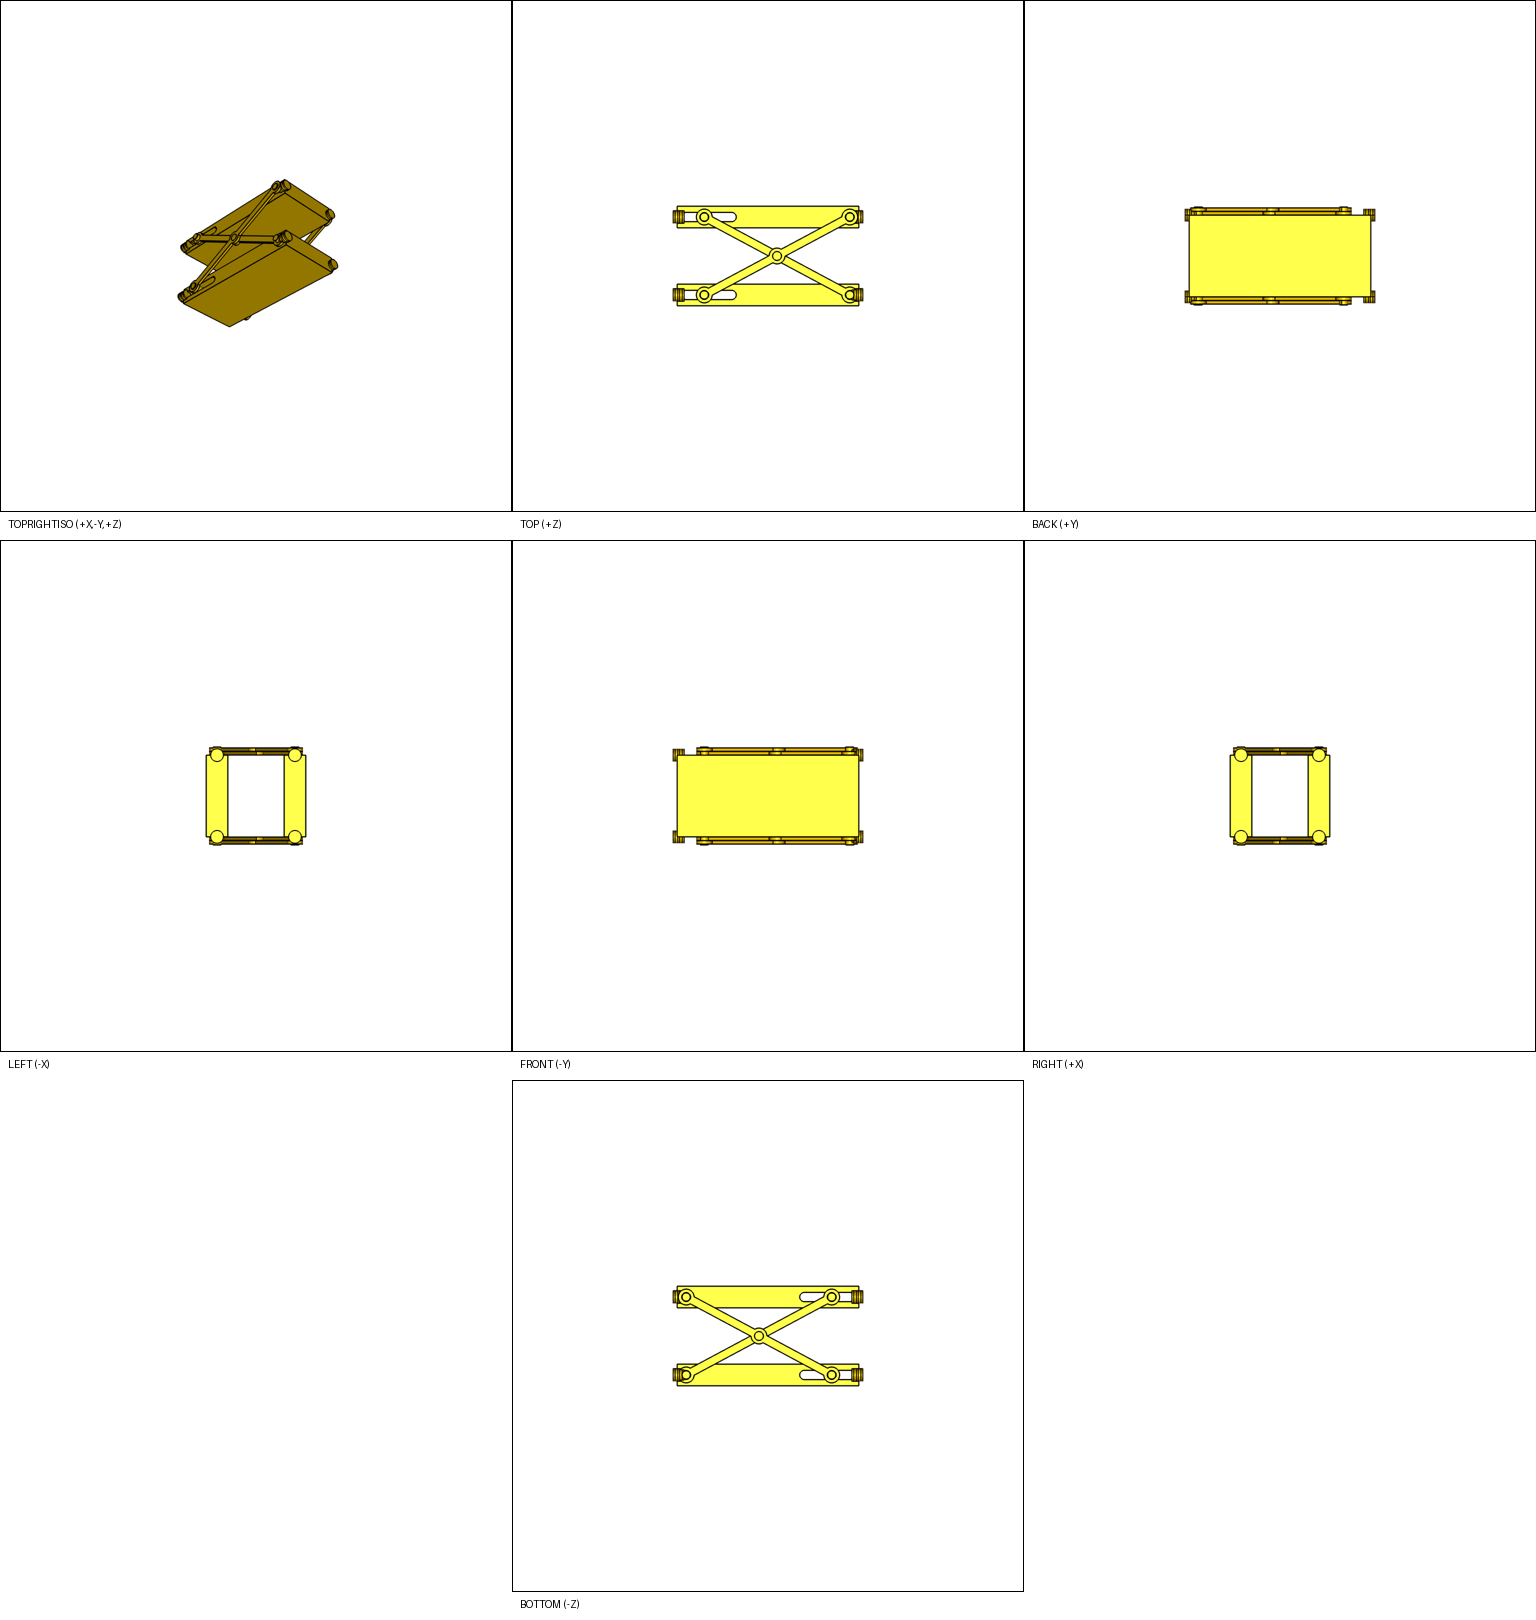 TOPRIGHTISO (+X,-Y,+Z)
TOP (+Z)
BACK (+Y)
LEFT (-X)
FRONT (-Y)
RIGHT (+X)
BOTTOM (-Z)